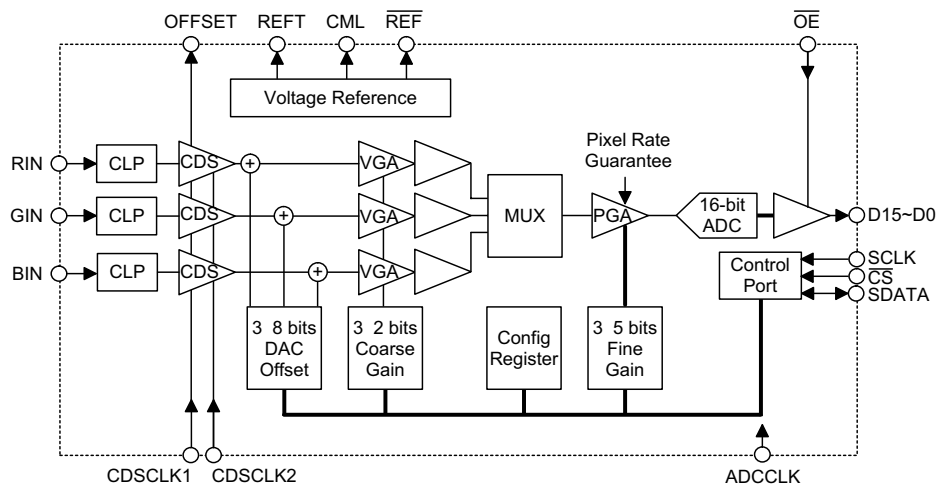 OFFSET REFT CML REF OE
Voltage Reference
RIN CLP CDS + VGA
Pixel Rate
Guarantee
GIN CLP CDS + VGA MUX PGA 16-bit
ADC D15~D0
BIN CLP CDS + VGA
Control
Port
SCLK
CS
SDATA
3 8 bits
DAC
Offset
3 2 bits
Coarse
Gain
Config
Register
3 5 bits
Fine
Gain
CDSCLK1 CDSCLK2 ADCCLK